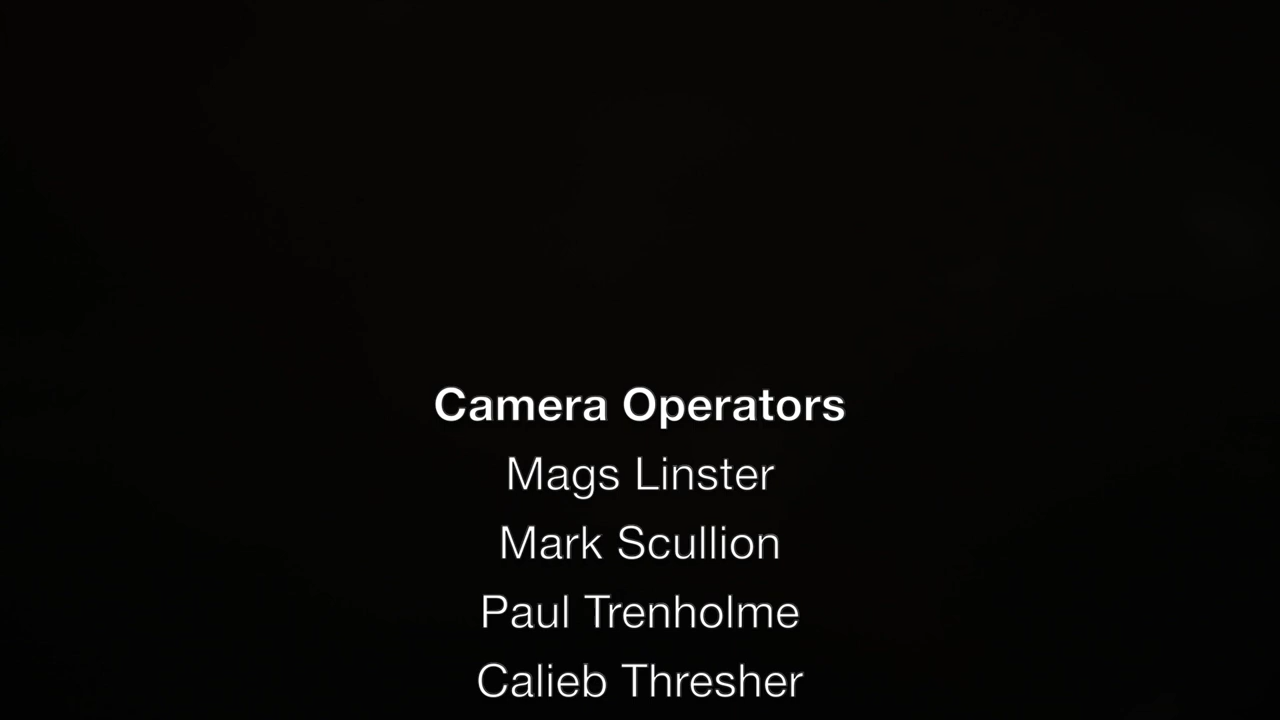 Camera Operators
Mags Linster
Mark Scullion
Paul Trenholme
Calieb Thresher